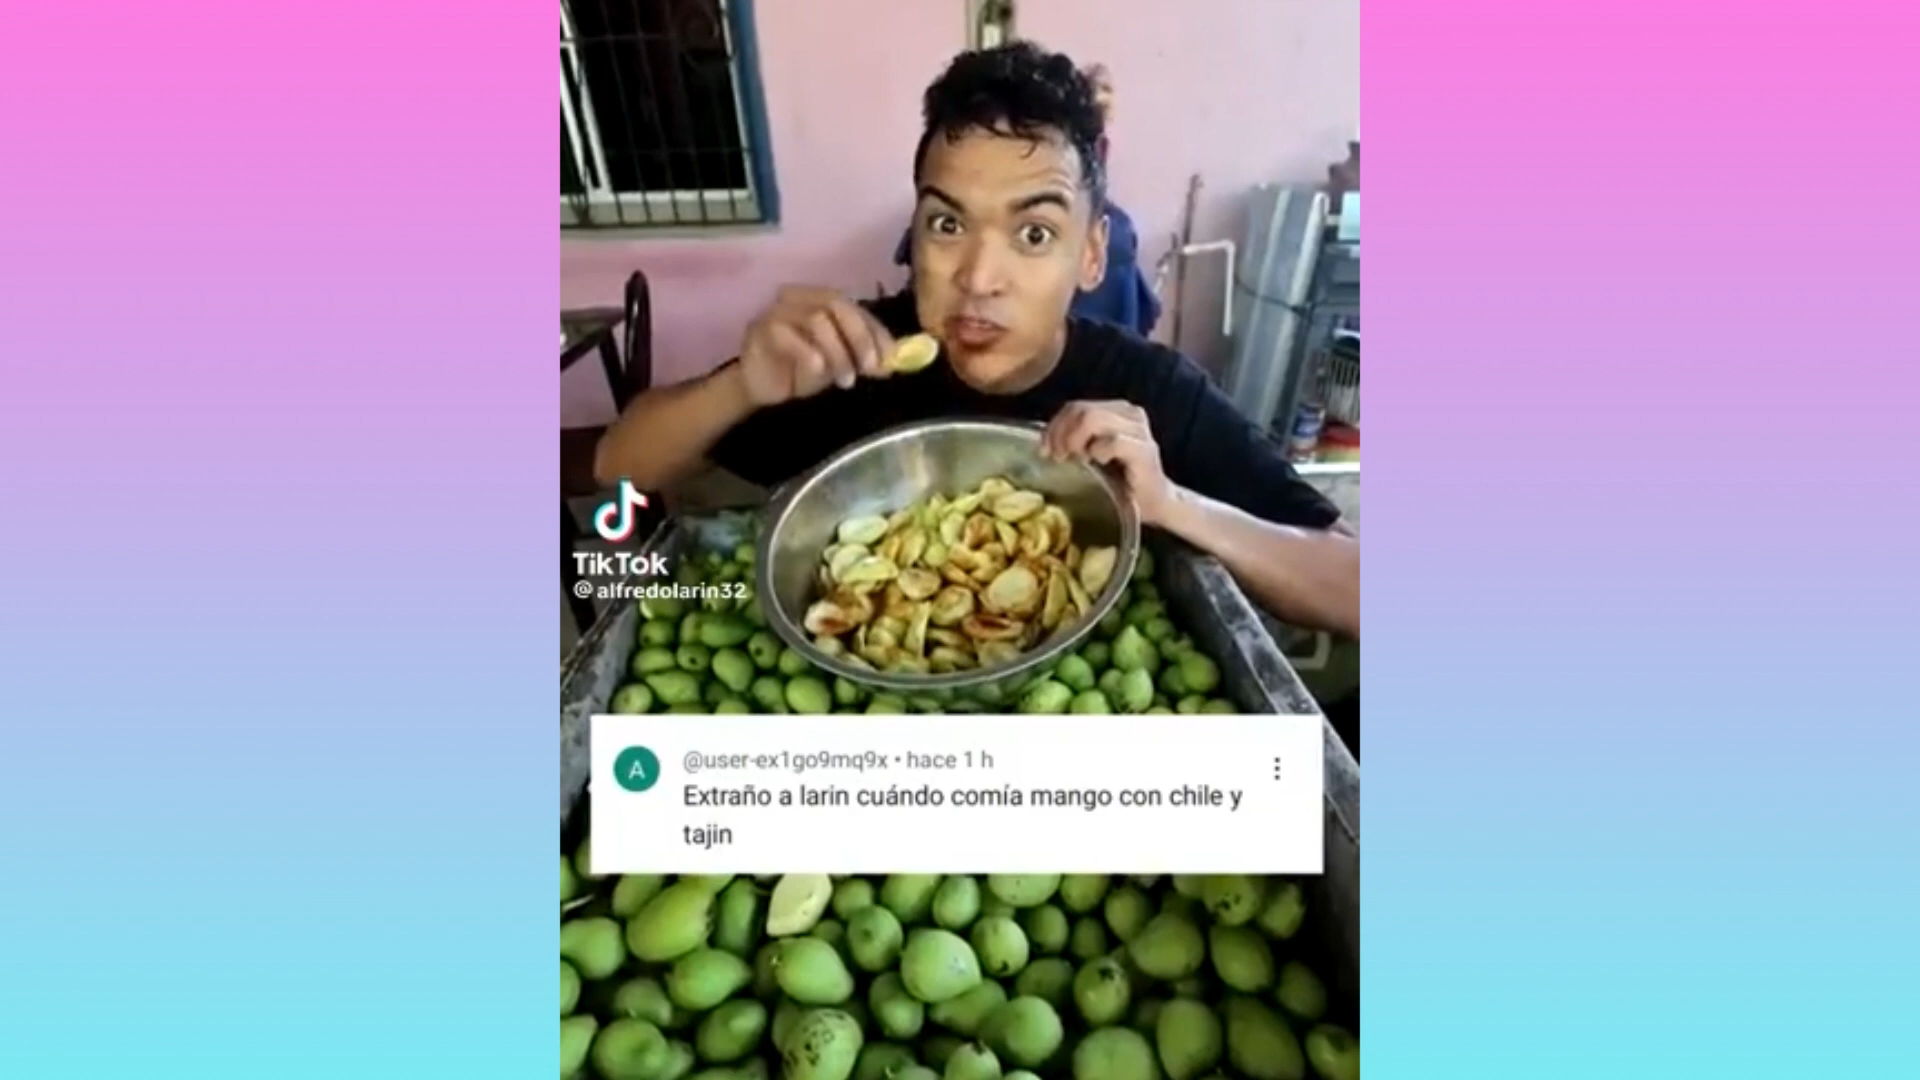 TikTok
@alfredolarin32
A
@user-ex1go9mq9x • hace 1 h
Extraño a larin cuándo comía mango con chile y
tajin